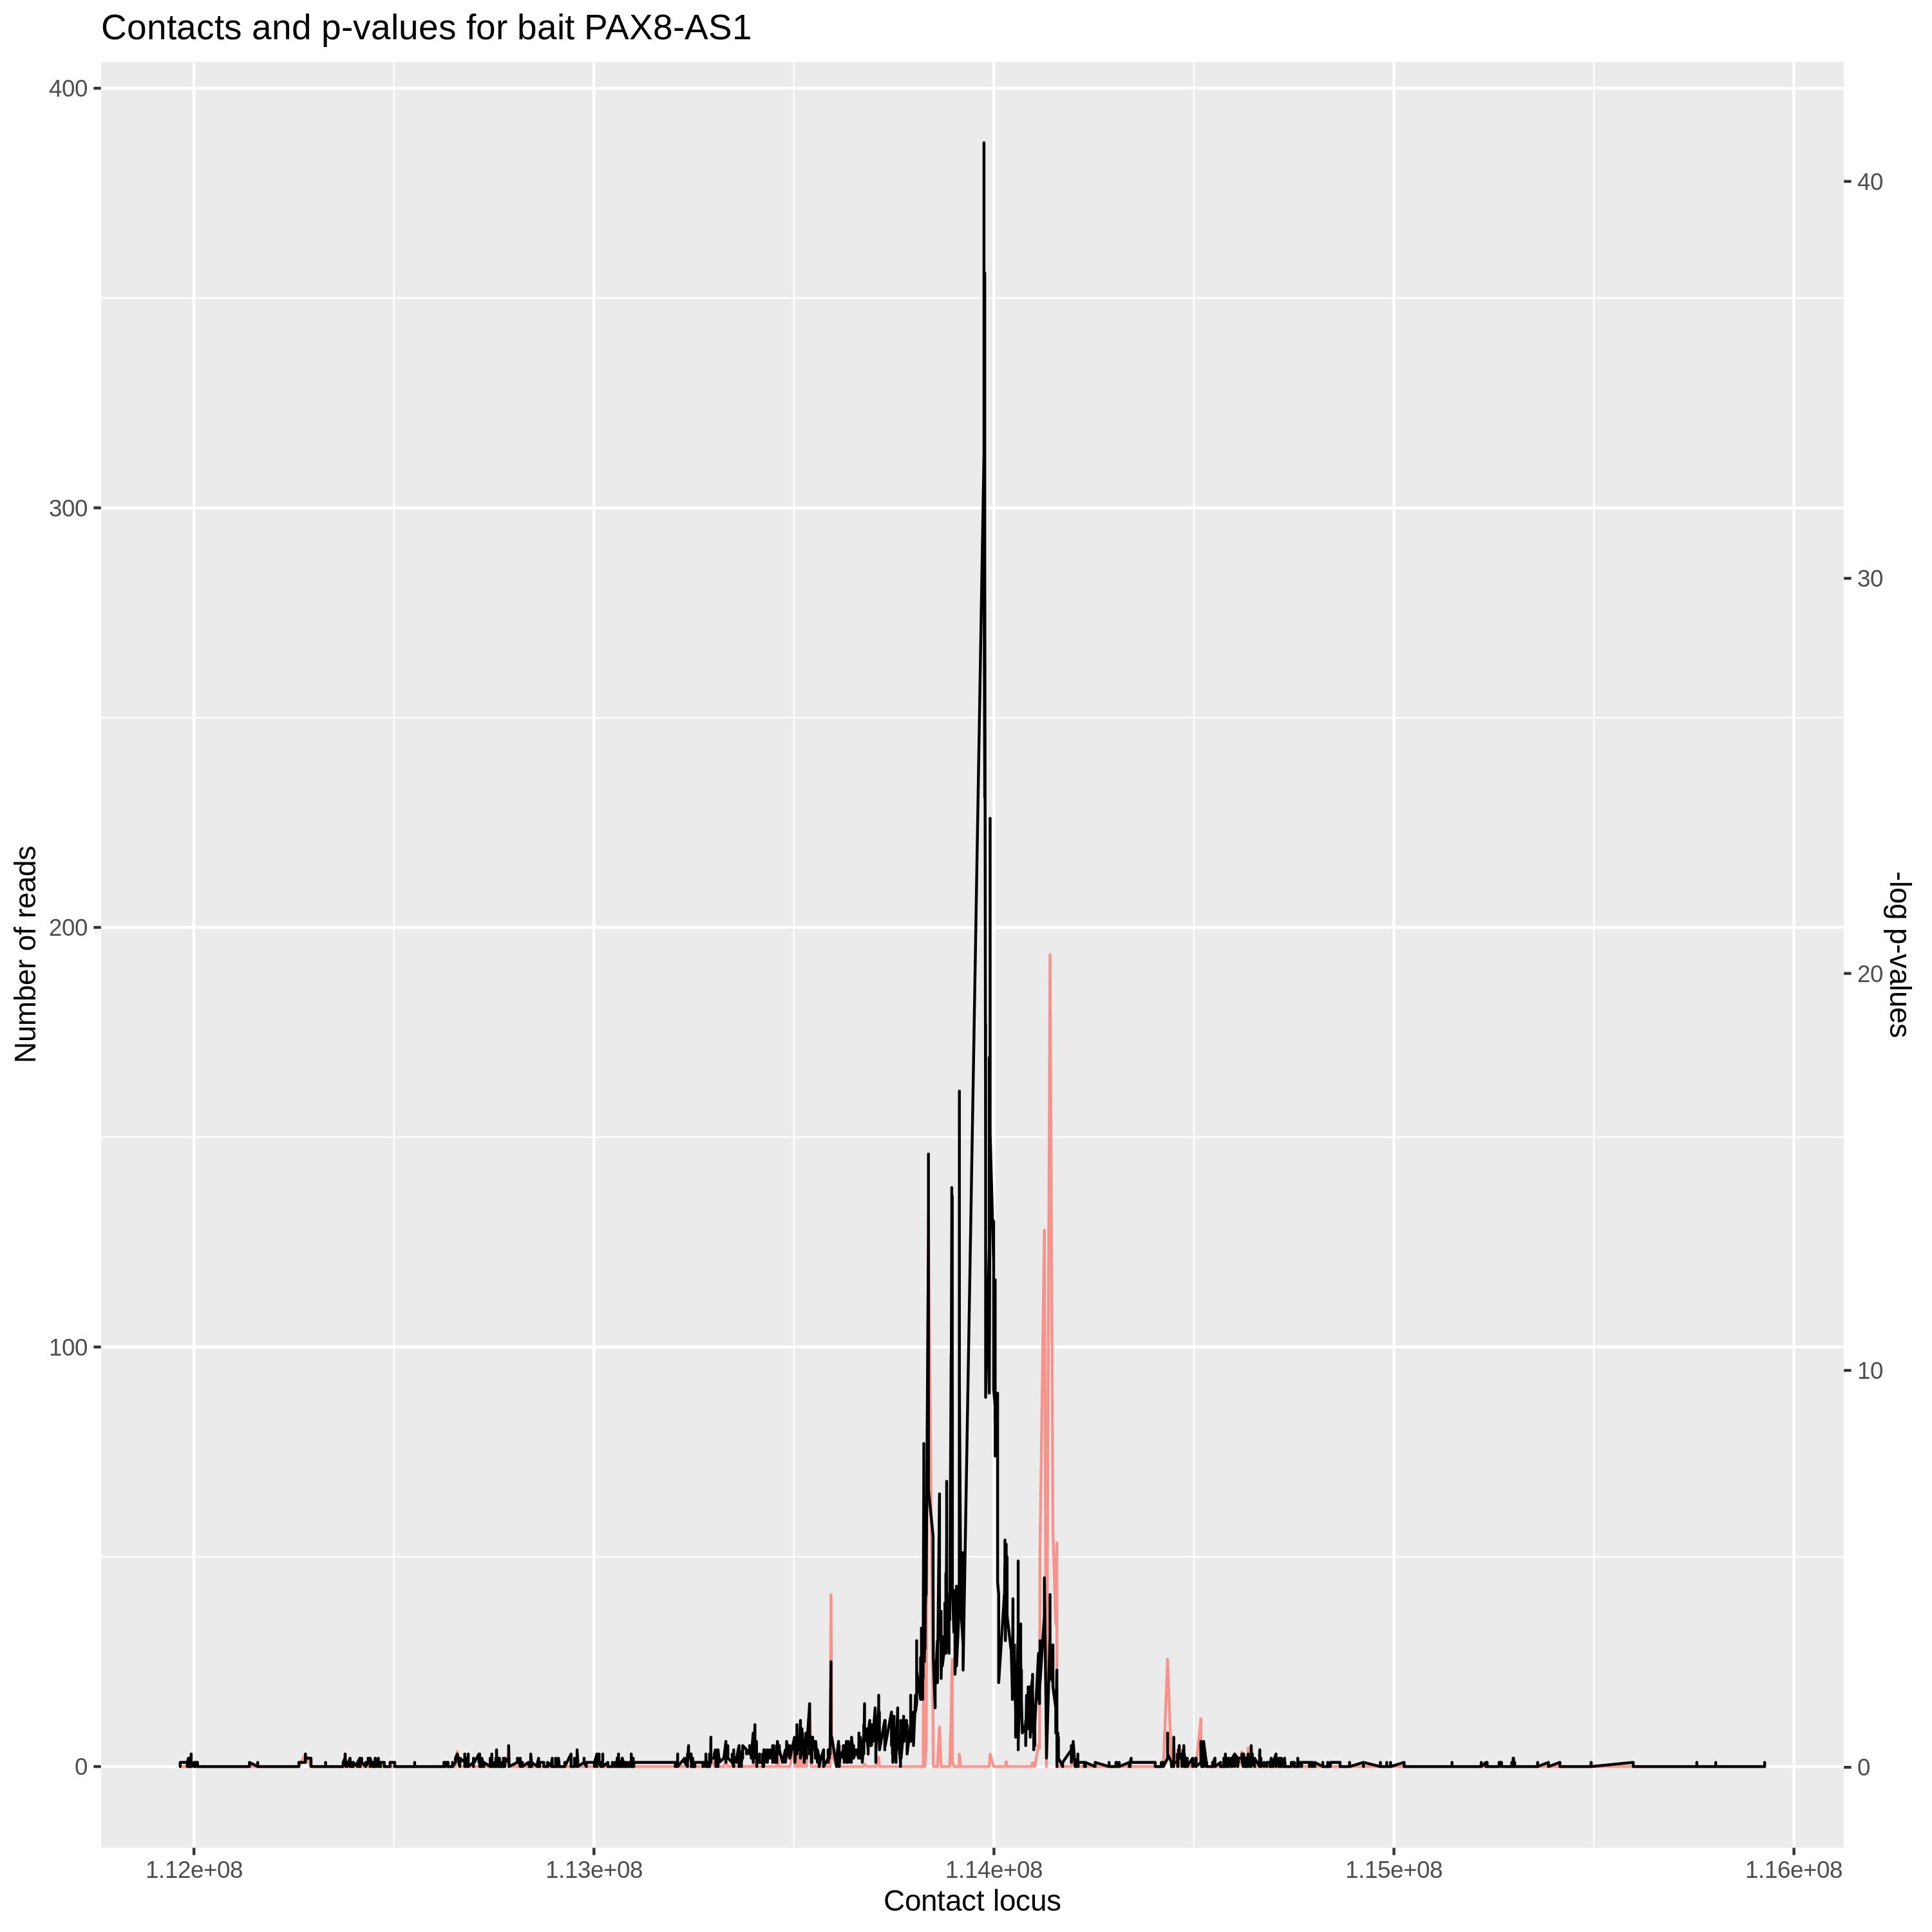 Contacts and p-values for bait PAX8-AS1
400
300
200
100
0
Number of reads
40
30
20
10
0
-log p-values
1.12e+08
1.13e+08
1.14e+08
1.15e+08
1.16e+08
Contact locus